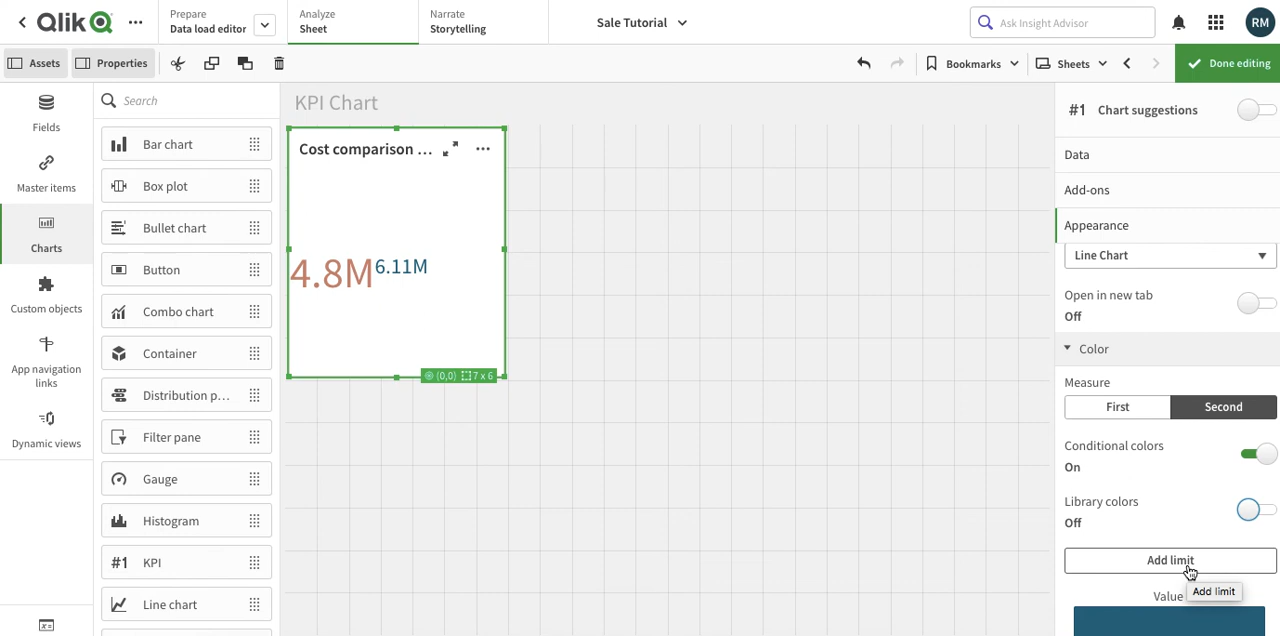 Qlik
Prepare
Data load editor
Analyze
Sheet
Narrate
Storytelling
Sale Tutorial
Ask Insight Advisor
RM
Assets
Properties
Bookmarks
Sheets
Done editing
Fields
Master items
Charts
Custom objects
App navigation
links
Dynamic views
Search
Bar chart
Box plot
Bullet chart
Button
Combo chart
Container
Distribution p...
Filter pane
Gauge
Histogram
#1 KPI
Line chart
KPI Chart
Cost comparison ...
4.8M 6.11M
(0,0) 7 x 6
#1 Chart suggestions
Data
Add-ons
Appearance
Line Chart
Open in new tab
Off
Color
Measure
First
Second
Conditional colors
On
Library colors
Off
Add limit
Value
Add limit